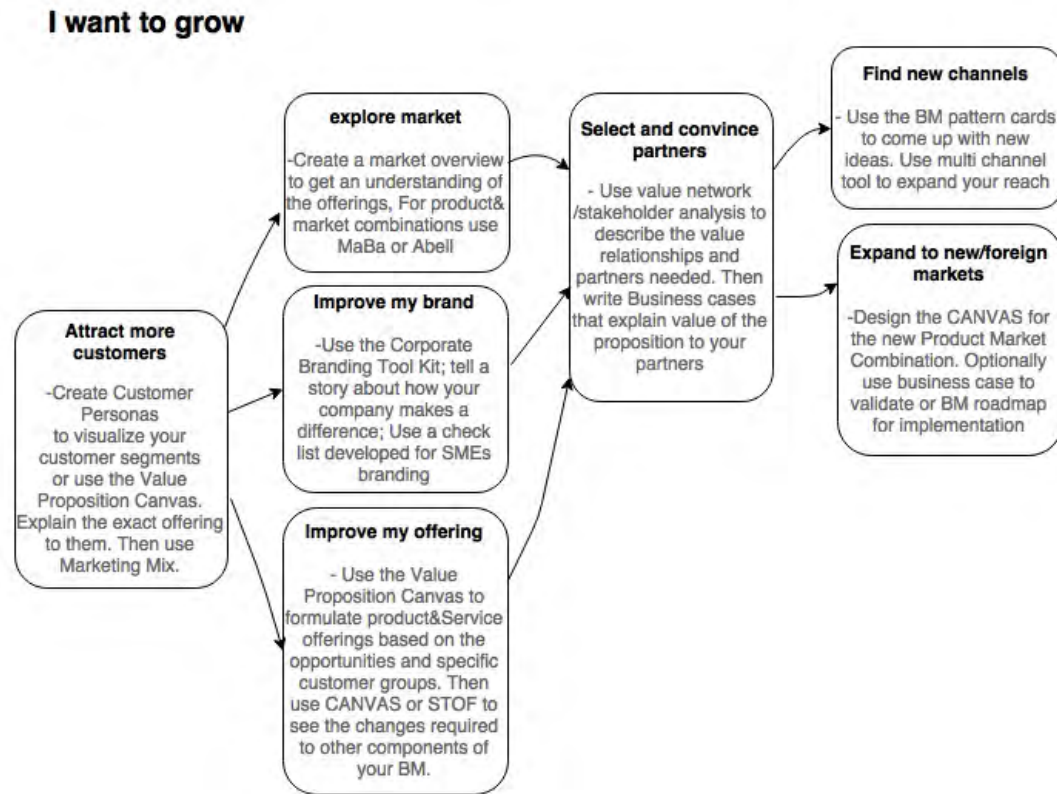 I want to grow
Attract more
customers
-Create Customer
Personas
to visualize your
customer segments
or use the Value
Proposition Canvas.
Explain the exact offering
to them. Then use
Marketing Mix.
explore market
-Create a market overview
to get an understanding of
the offerings, For product&
market combinations use
MaBa or Abell
Improve my brand
-Use the Corporate
Branding Tool Kit; tell a
story about how your
company makes a
difference; Use a check
list developed for SMEs
branding
Improve my offering
- Use the Value
Proposition Canvas to
formulate product&Service
offerings based on the
opportunities and specific
customer groups. Then
use CANVAS or STOF to
see the changes required
to other components of
your BM.
Select and convince
partners
- Use value network
/stakeholder analysis to
describe the value
relationships and
partners needed. Then
write Business cases
that explain value of the
proposition to your
partners
Find new channels
- Use the BM pattern cards
to come up with new
ideas. Use multi channel
tool to expand your reach
Expand to new/foreign
markets
-Design the CANVAS for
the new Product Market
Combination. Optionally
use business case to
validate or BM roadmap
for implementation